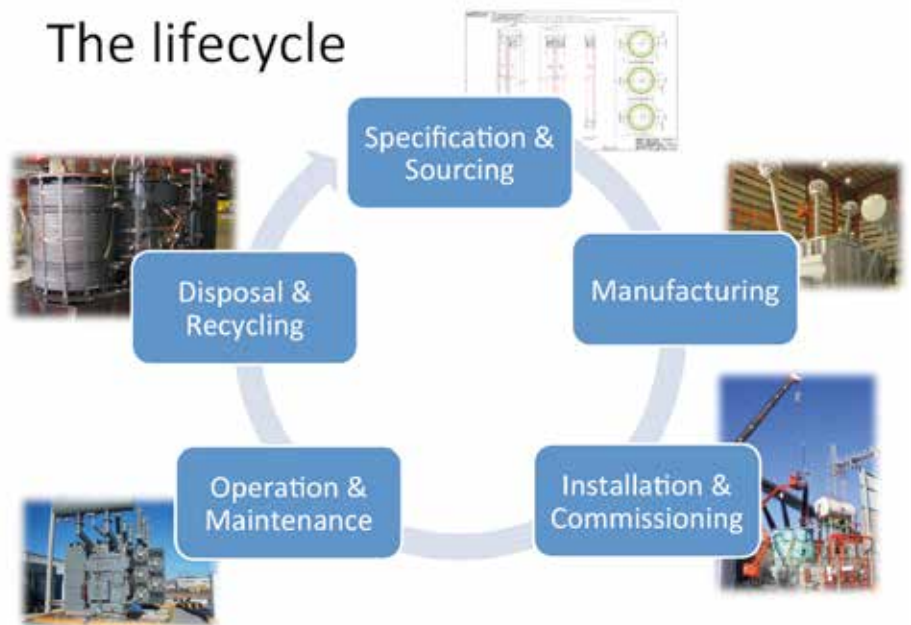 The lifecycle
Specification &
Sourcing
Manufacturing
Installation &
Commissioning
Operation &
Maintenance
Disposal &
Recycling